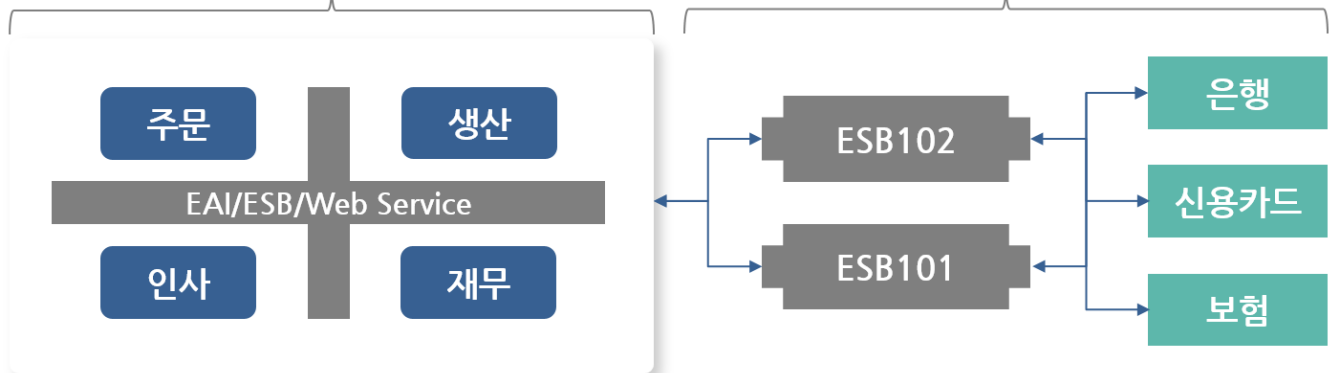 주문
생산
EAI/ESB/Web Service
인사
재무
ESB102
ESB101
은행
신용카드
보험